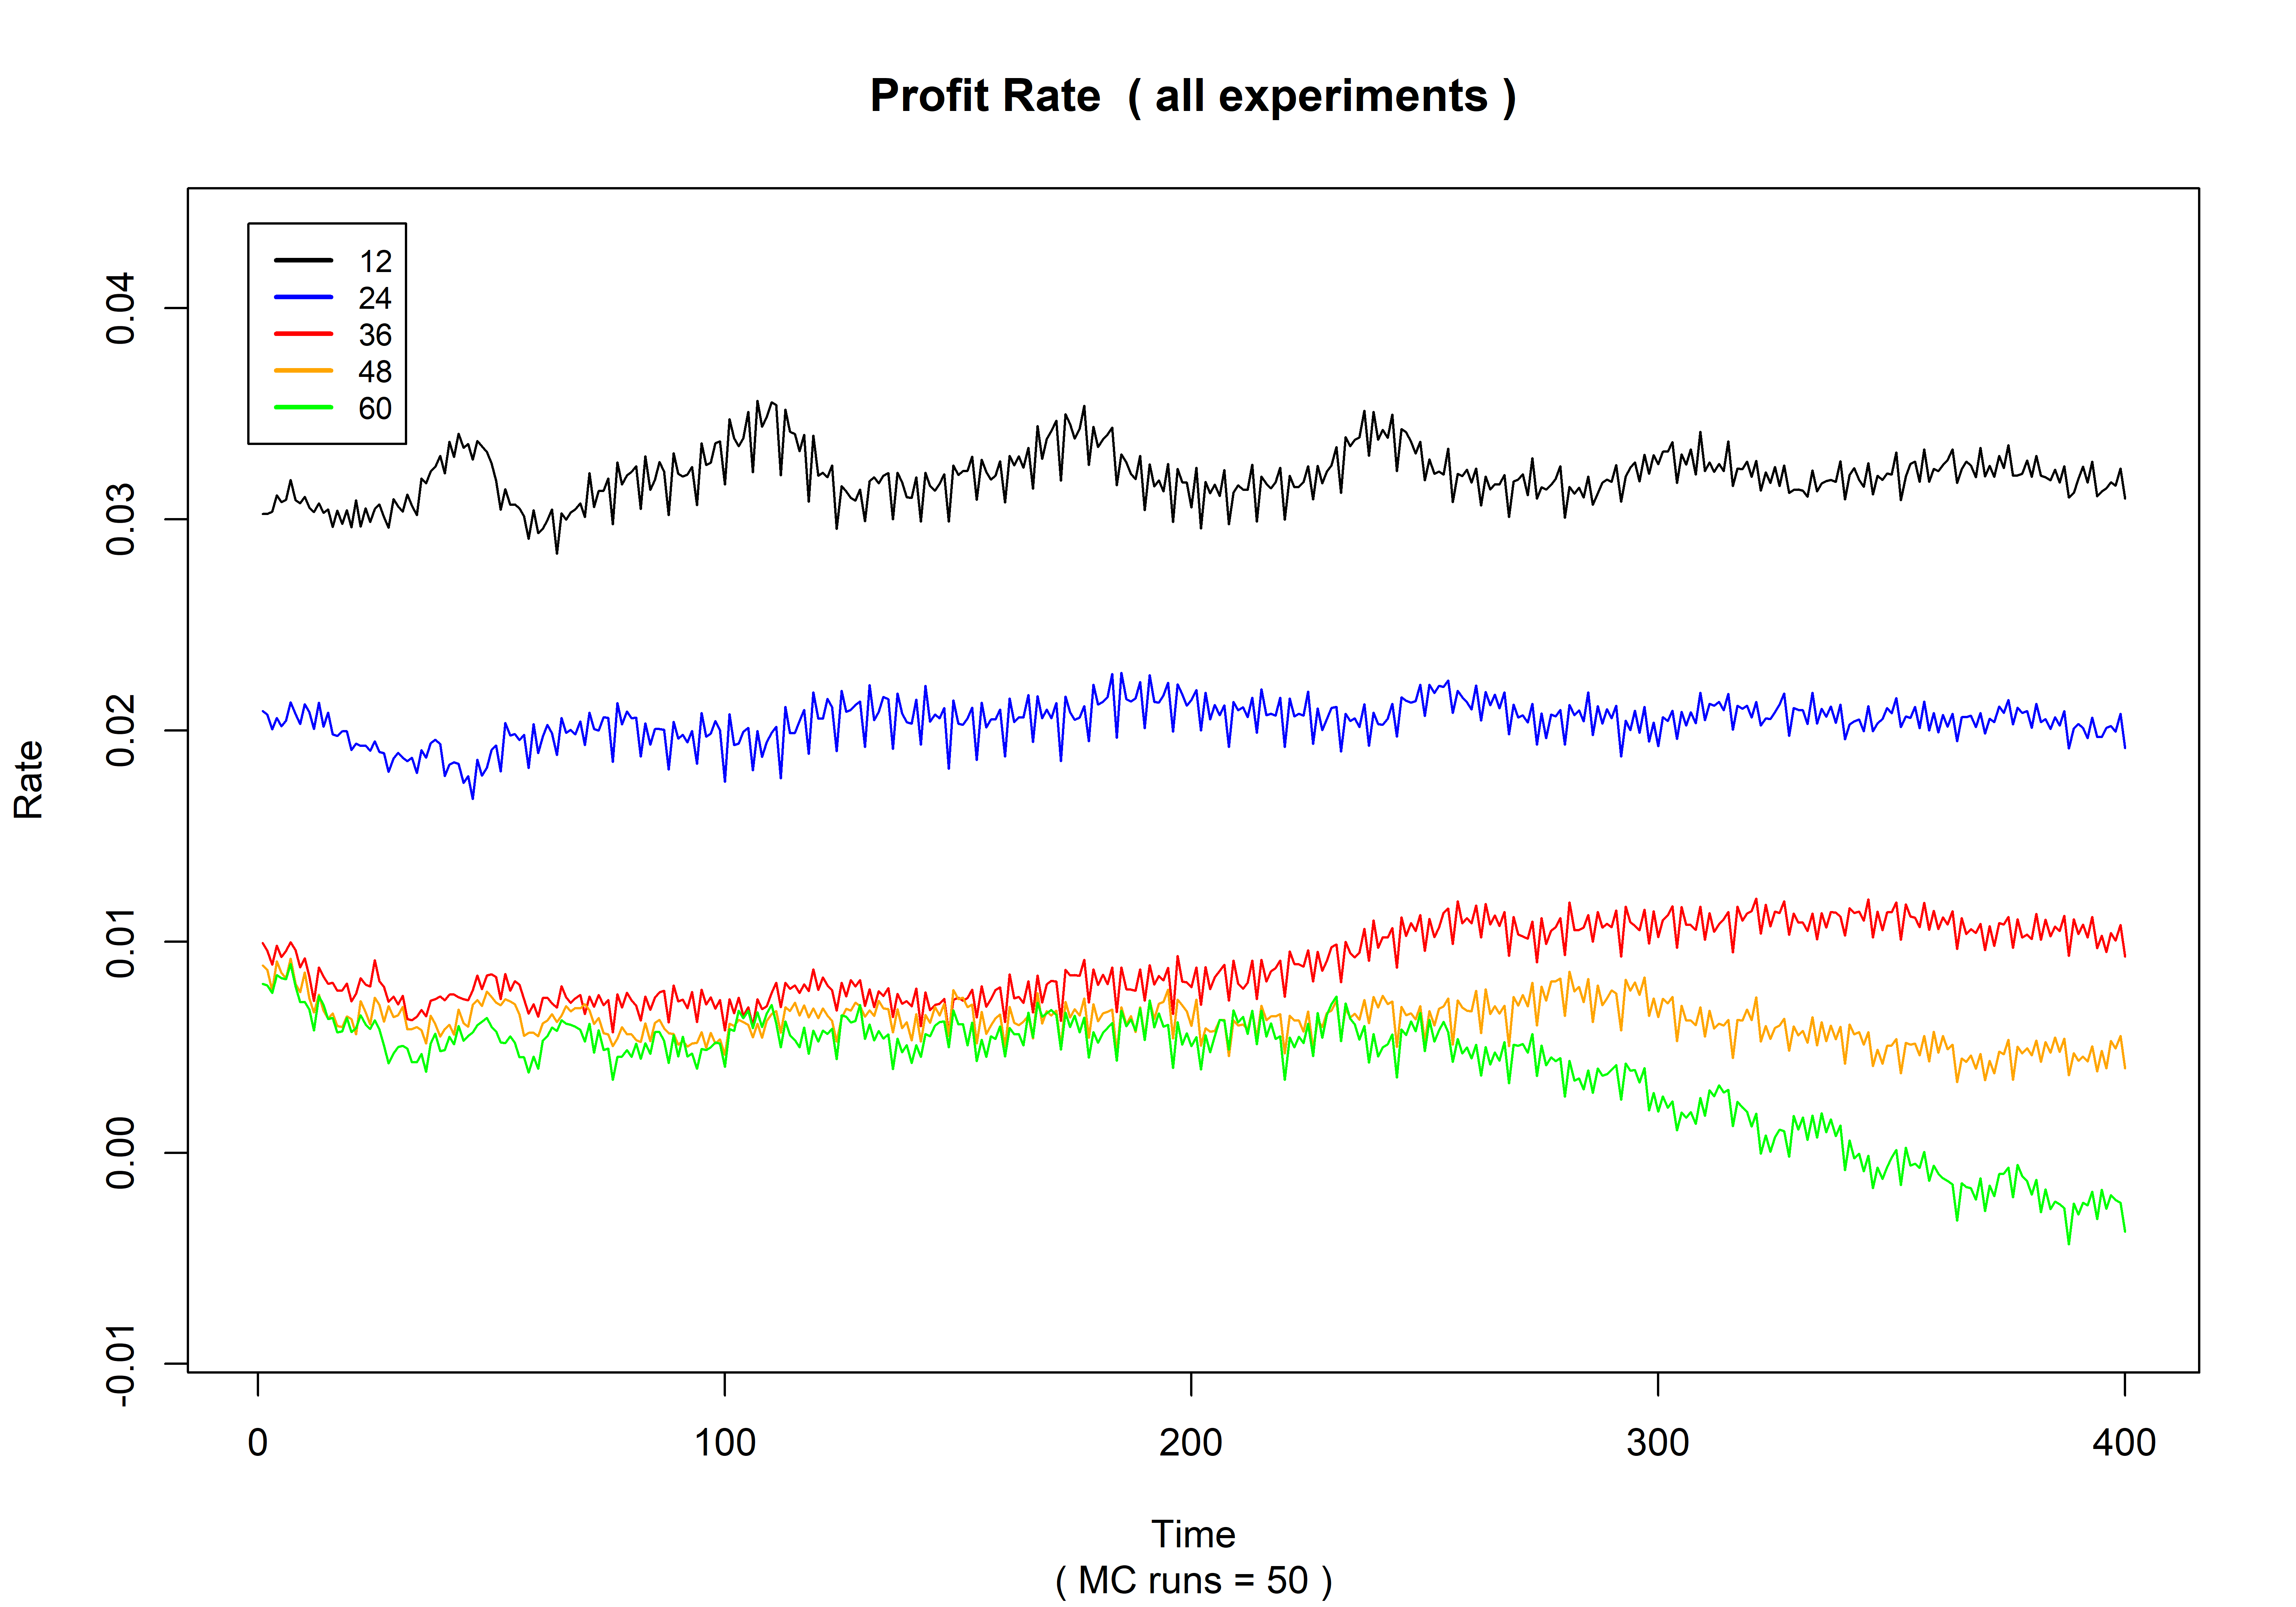 Profit Rate ( all experiments )
12
24
36
48
60
0.04
0.03
0.02
0.01
0.00
-0.01
Rate
0 100 200 300 400
Time
( MC runs = 50 )